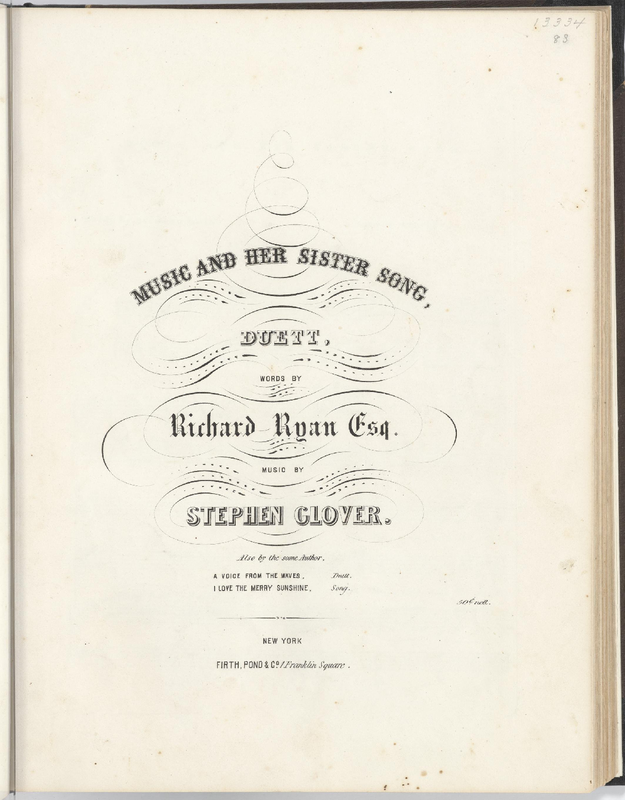 13334
83
MUSIC AND HER SISTER SONG,
DUETT,
WORDS BY
Richard Ryan Esq.
MUSIC BY
STEPHEN GLOVER.
Also by the same Author,
A VOICE FROM THE WAVES, Duett.
I LOVE THE MERRY SUNSHINE, Song.
nett.
NEW YORK
FIRTH, POND & Co. 1 Franklin Square.